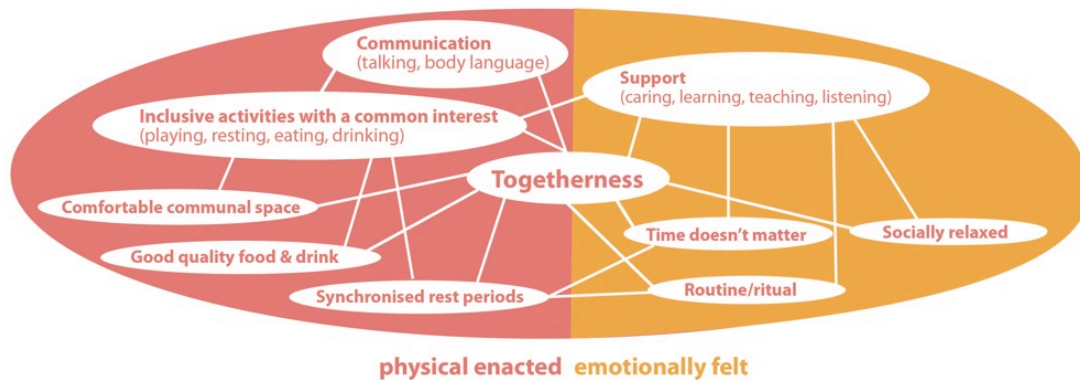 Communication
(talking, body language)
Support
(caring, learning, teaching, listening)
Inclusive activities with a common interest
(playing, resting, eating, drinking)
Togetherness
Comfortable communal space
Time doesn't matter
Socially relaxed
Good quality food & drink
Synchronised rest periods
Routine/ritual
physical enacted emotionally felt